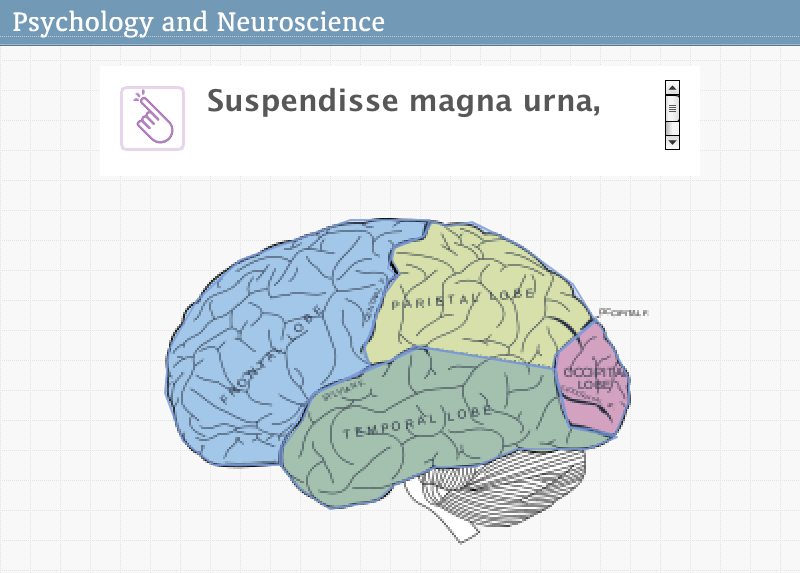 Psychology and Neuroscience
Suspendisse magna urna,
PARIETAL LOBE
FRONTAL LOBE
OCCIPITAL F.
OCCIPITAL
LOBE
TEMPORAL LOBE